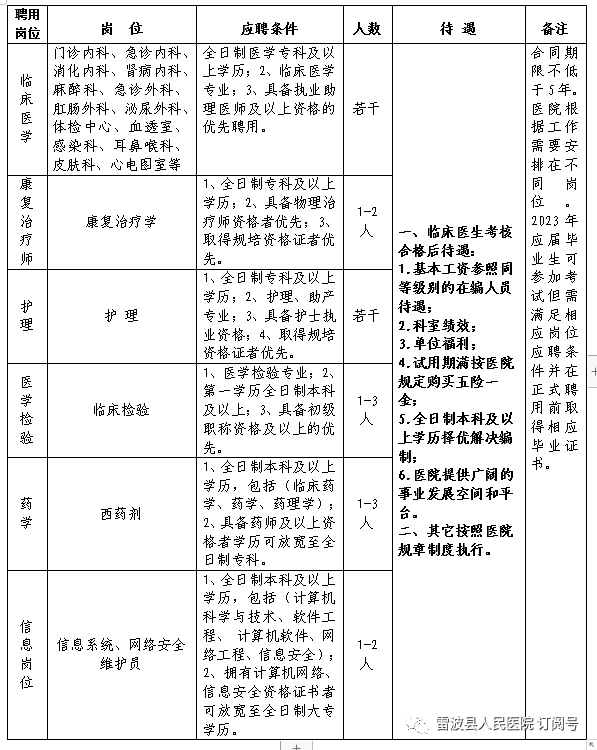 聘用
岗位
岗 位
应聘条件
人数
待 遇
备注
临
床
医
学
门诊内科、急诊内科、
消化内科、肾病内科、
麻醉科、急诊外科、
肛肠外科、泌尿外科、
体检中心、血透室、
感染科、耳鼻喉科、
皮肤科、心电图室等
全日制医学专科及以
上学历；2、临床医学
专业；3、具备执业助
理医师及以上资格的
优先聘用。
若干
康
复
治
疗
师
康复治疗学
1、全日制专科及以上
学历；2、具备物理治
疗师资格者优先；3、
取得规培资格证者优
先。
1-2
人
护
理
护 理
1、全日制专科及以上
学历；2、护理、助产
专业；3、具备护士执
业资格；4、取得规培
资格证者优先。
若干
医
学
检
验
临床检验
1、医学检验专业；2、
第一学历全日制本科
及以上；3、具备初级
职称资格及以上的优
先。
1-3
人
药
学
西药剂
1、全日制本科及以上
学历，包括（临床药
学、药学、药理学）；
2、具备药师及以上资
格者学历可放宽至全
日制专科。
1-3
人
信
息
岗
位
信息系统、网络安全
维护员
1、全日制本科及以上
学历，包括（计算机
科学与技术、软件工
程、 计算机软件、网
络工程、信息安全）；
2、拥有计算机网络、
信息安全资格证书者
可放宽至全日制大专
学历。
1-2
人
一、临床医生考核
合格后待遇：
1.基本工资参照同
等级别的在编人员
待遇；
2.科室绩效；
3.单位福利；
4.试用期满按医院
规定购买五险一
金；
5.全日制本科及以
上学历择优解决编
制；
6.医院提供广阔的
事业发展空间和平
台。
二、其它按照医院
规章制度执行。
合同期
限不低
于5年。
医院根
据工作
需要安
排在不
同岗
位。
2023年
应届毕
业生可
参加考
试但需
满足相
应岗位
应聘条
件并在
正式聘
用前取
得相应
毕业证
书。
雷波县人民医院 订阅号